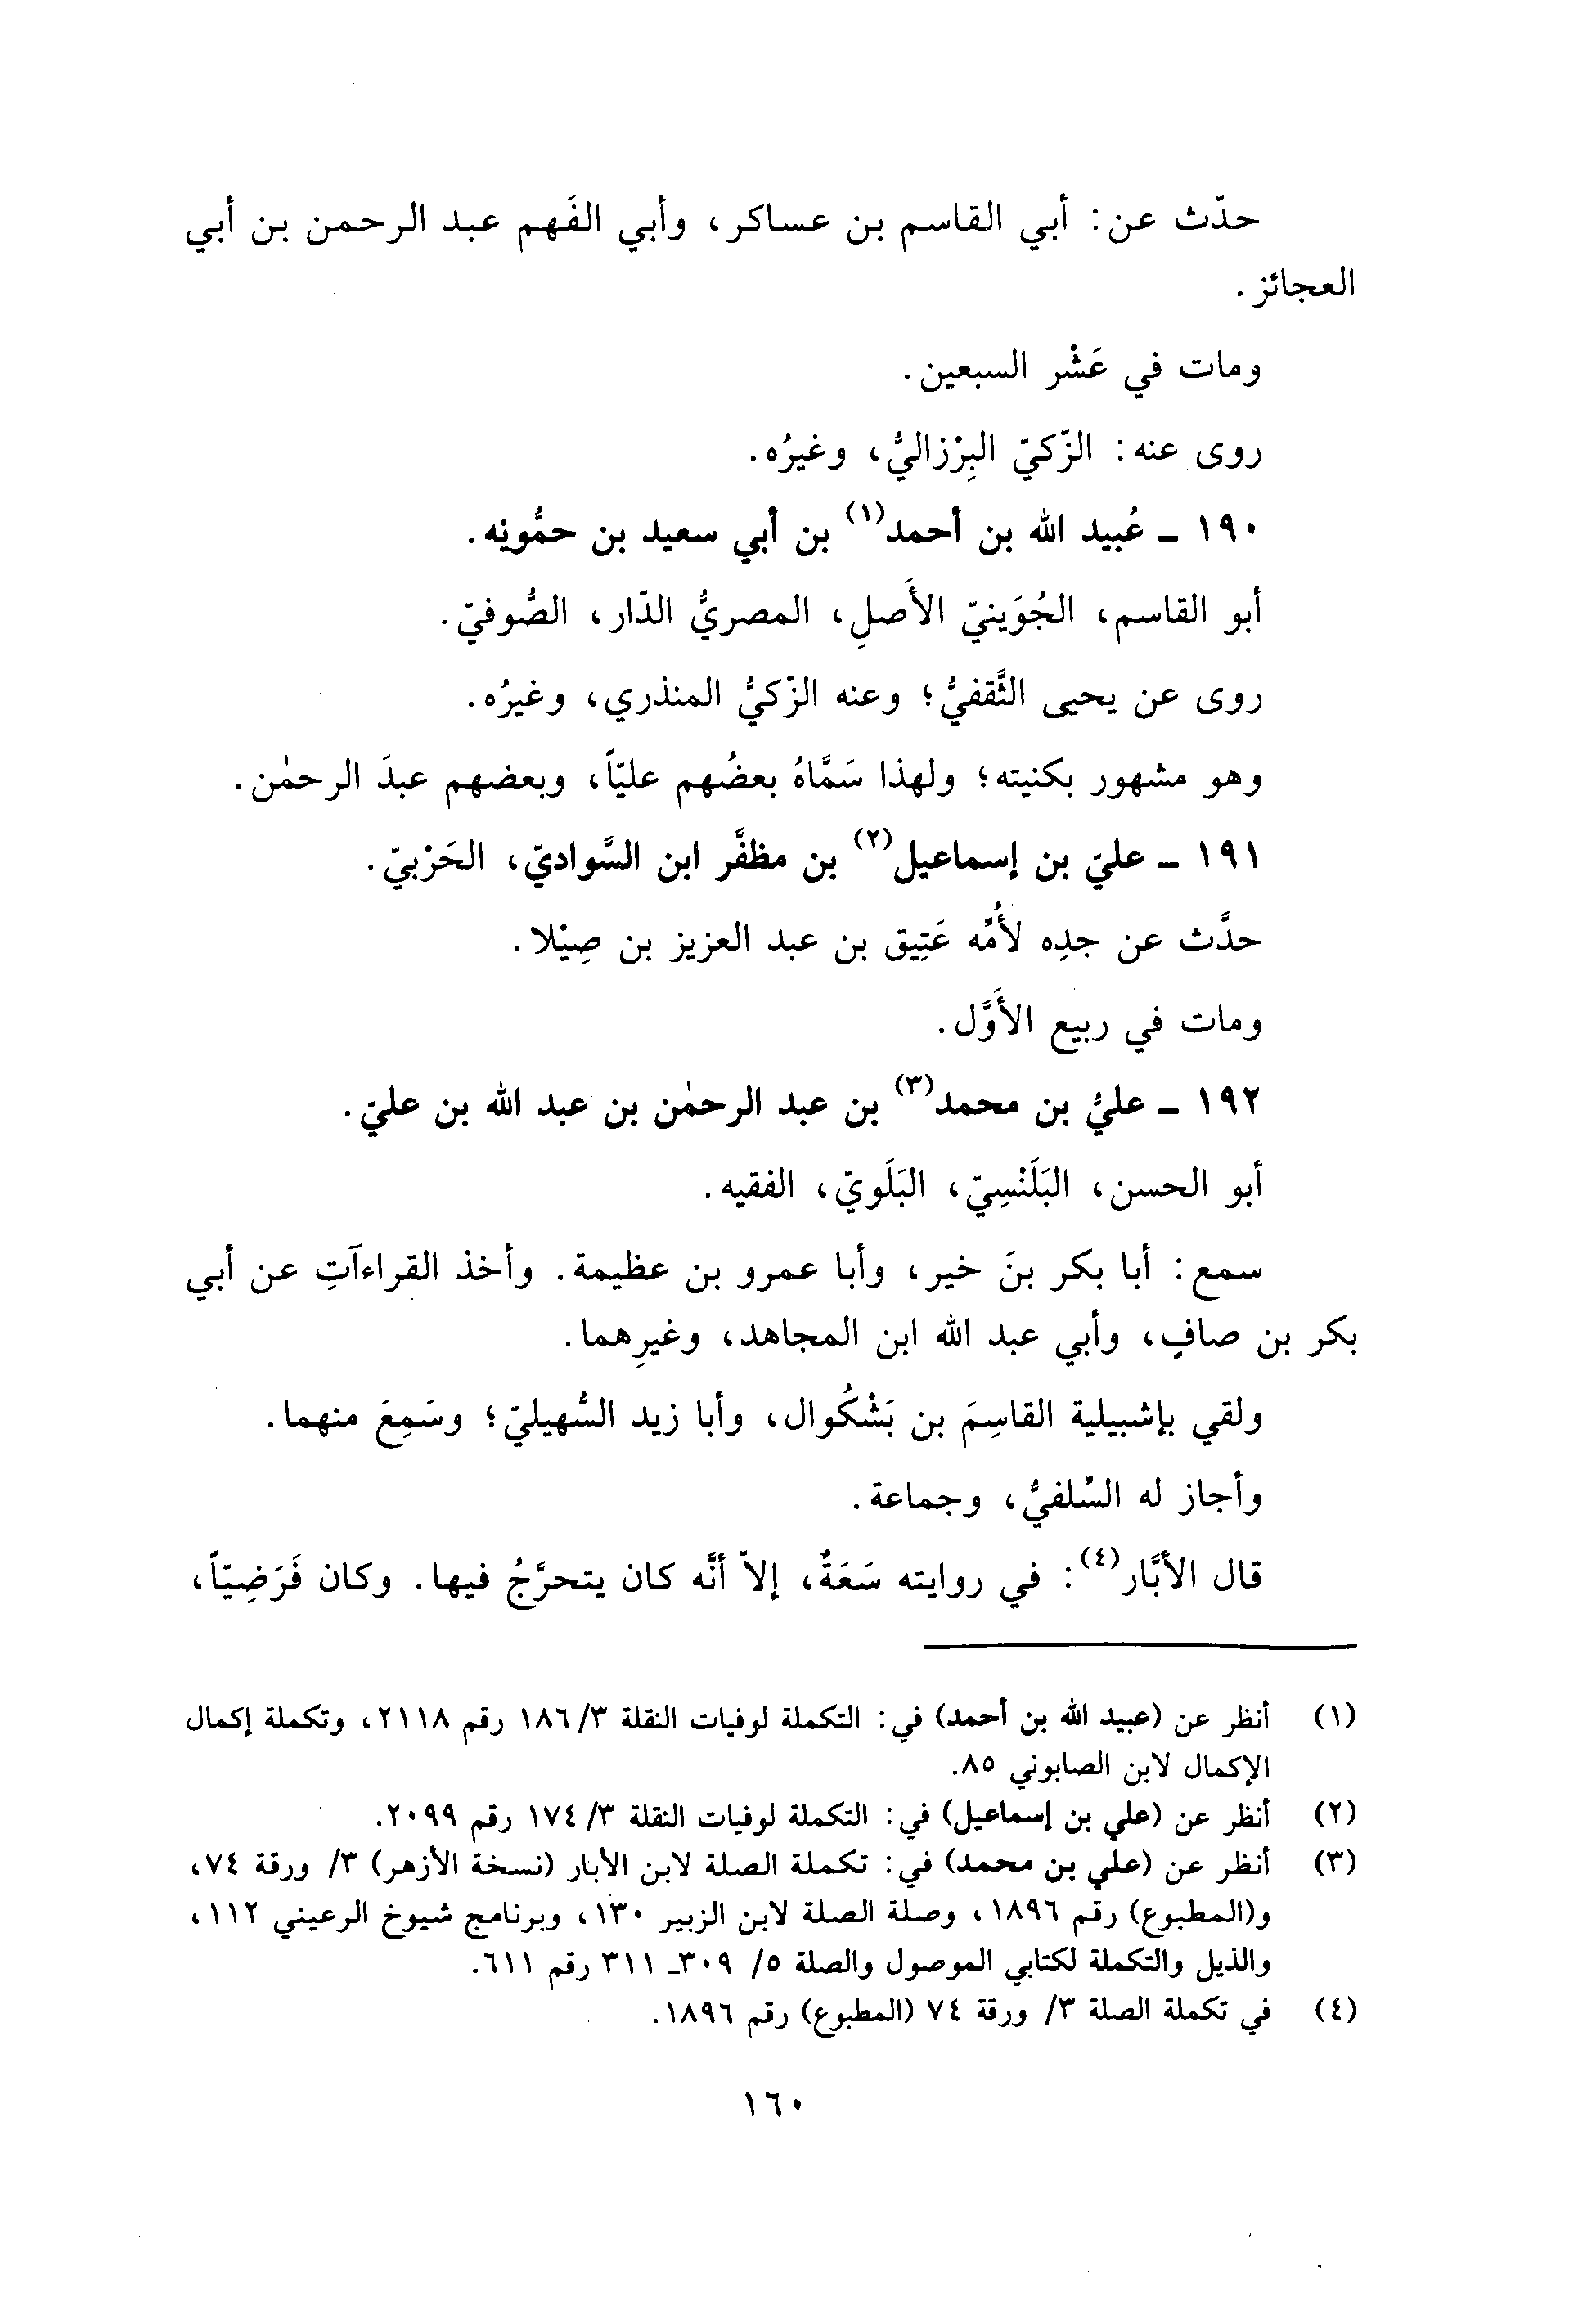 حدّث عن: أبي القاسم بن عساكر، وأبي الفَهم عبد الرحمن بن أبي
العجائز.
ومات في عَشْر السبعين.
روى عنه: الزّكيّ البِرْزاليُّ، وغيرُه.
١٩٠ - عُبيد الله بن أحمد(١) بن أبي سعيد بن حمُّويْه.
أبو القاسم، الجُوَينيّ الأَصلِ، المصريُّ الدّار، الصُّوفيّ.
روى عن يحيى الثَّقفيُّ؛ وعنه الزّكيُّ المنذري، وغيرُه.
وهو مشهور بكنيته؛ ولهذا سَمَّاهُ بعضُهم عليّاً، وبعضهم عبدَ الرحمٰن.
١٩١ - عليّ بن إسماعيل(٢) بن مظفَّر ابن السَّواديّ، الحَرْبيّ.
حدَّث عن جدِه لأُمِّه عَتِيق بن عبد العزيز بن صِيْلا.
ومات في ربيع الأَوَّل.
١٩٢ - عليُّ بن محمد(٣) بن عبد الرحمٰن بن عبد الله بن عليّ.
أبو الحسن، البَلَنْسِيّ، البَلَويّ، الفقيه.
سمع: أبا بكر بنَ خير، وأبا عمرو بن عظيمة. وأخذ القراءآتِ عن أبي
بكر بن صافٍ، وأبي عبد الله ابن المجاهد، وغيرِهما.
ولقي بإشبيلية القاسِمَ بن بَشْكُوال، وأبا زيد السُّهيليّ؛ وسَمِعَ منهما.
وأجاز له السِّلفيُّ، وجماعة.
قال الأبَّار(٤): في روايته سَعَةٌ، إلاّ أنَّه كان يتحرَّجُ فيها. وكان فَرَضِيّاً،
(١) أنظر عن (عبيد الله بن أحمد) في: التكملة لوفيات النقلة ٣/ ١٨٦ رقم ٢١١٨، وتكملة إكمال
الإكمال لابن الصابوني ٨٥.
(٢) أنظر عن (علي بن إسماعيل) في: التكملة لوفيات النقلة ٣/ ١٧٤ رقم ٢٠٩٩.
(٣) أنظر عن (علي بن محمد) في: تكملة الصلة لابن الأبار (نسخة الأزهر) ٣/ ورقة ٧٤،
و(المطبوع) رقم ١٨٩٦، وصلة الصلة لابن الزبير ١٣٠، وبرنامج شيوخ الرعيني ١١٢،
والذيل والتكملة لكتابي الموصول والصلة ٥/ ٣٠٩ـ ٣١١ رقم ٦١١.
(٤) في تكملة الصلة ٣/ ورقة ٧٤ (المطبوع) رقم ١٨٩٦.
١٦٠